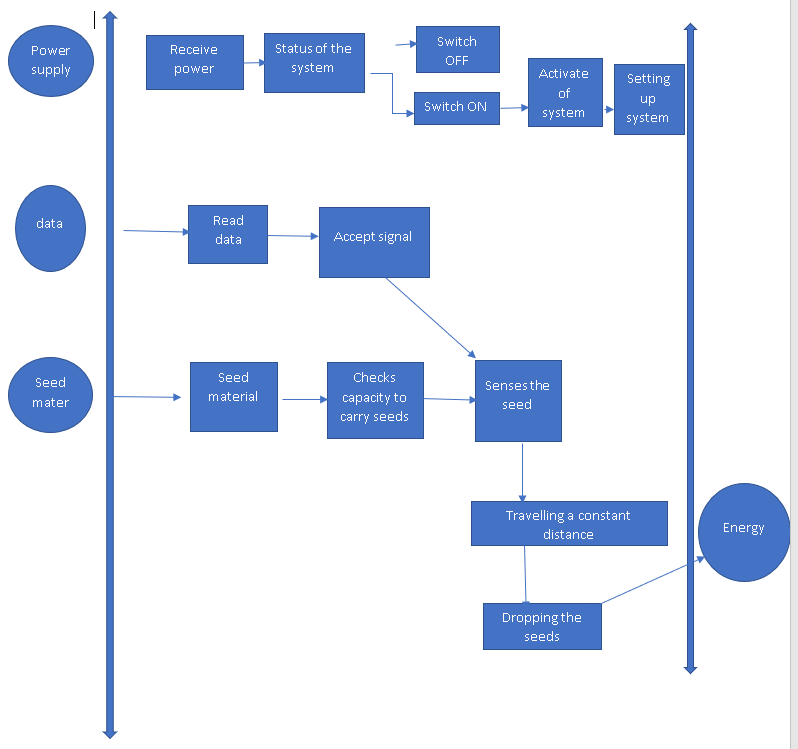 Power
supply
Receive
power
Status of the
system
Switch
OFF
Switch ON
Activate
of
system
Setting
up
system
data
Read
data
Accept signal
Seed
mater
Seed
material
Checks
capacity to
carry seeds
Senses the
seed
Travelling a constant
distance
Energy
Dropping the
seeds